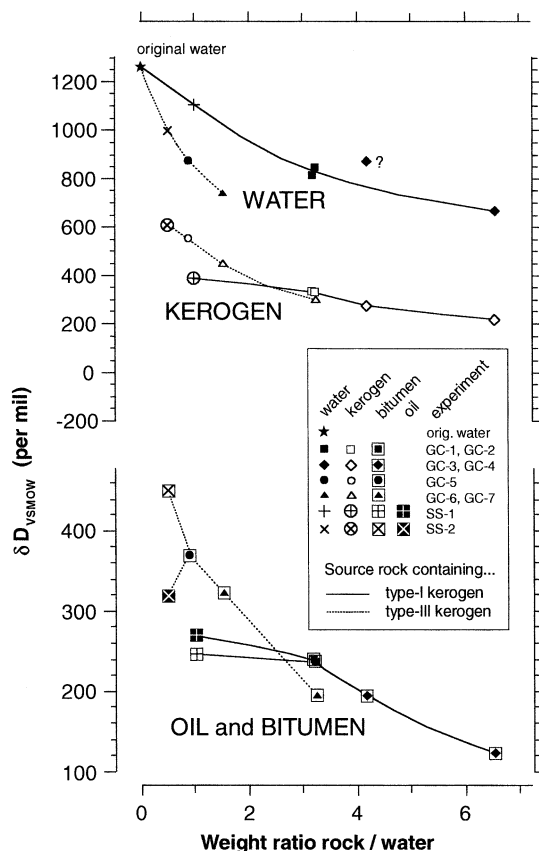 original water
1200
1000
800
600
400
200
0
-200
?
WATER
KEROGEN
δ D VSMOW (per mil)
water
kerogen
bitumen
oil
experiment
orig. water
GC-1, GC-2
GC-3, GC-4
GC-5
GC-6, GC-7
SS-1
SS-2
Source rock containing...
type-I kerogen
type-III kerogen
400
300
200
100
OIL and BITUMEN
0 2 4 6
Weight ratio rock / water